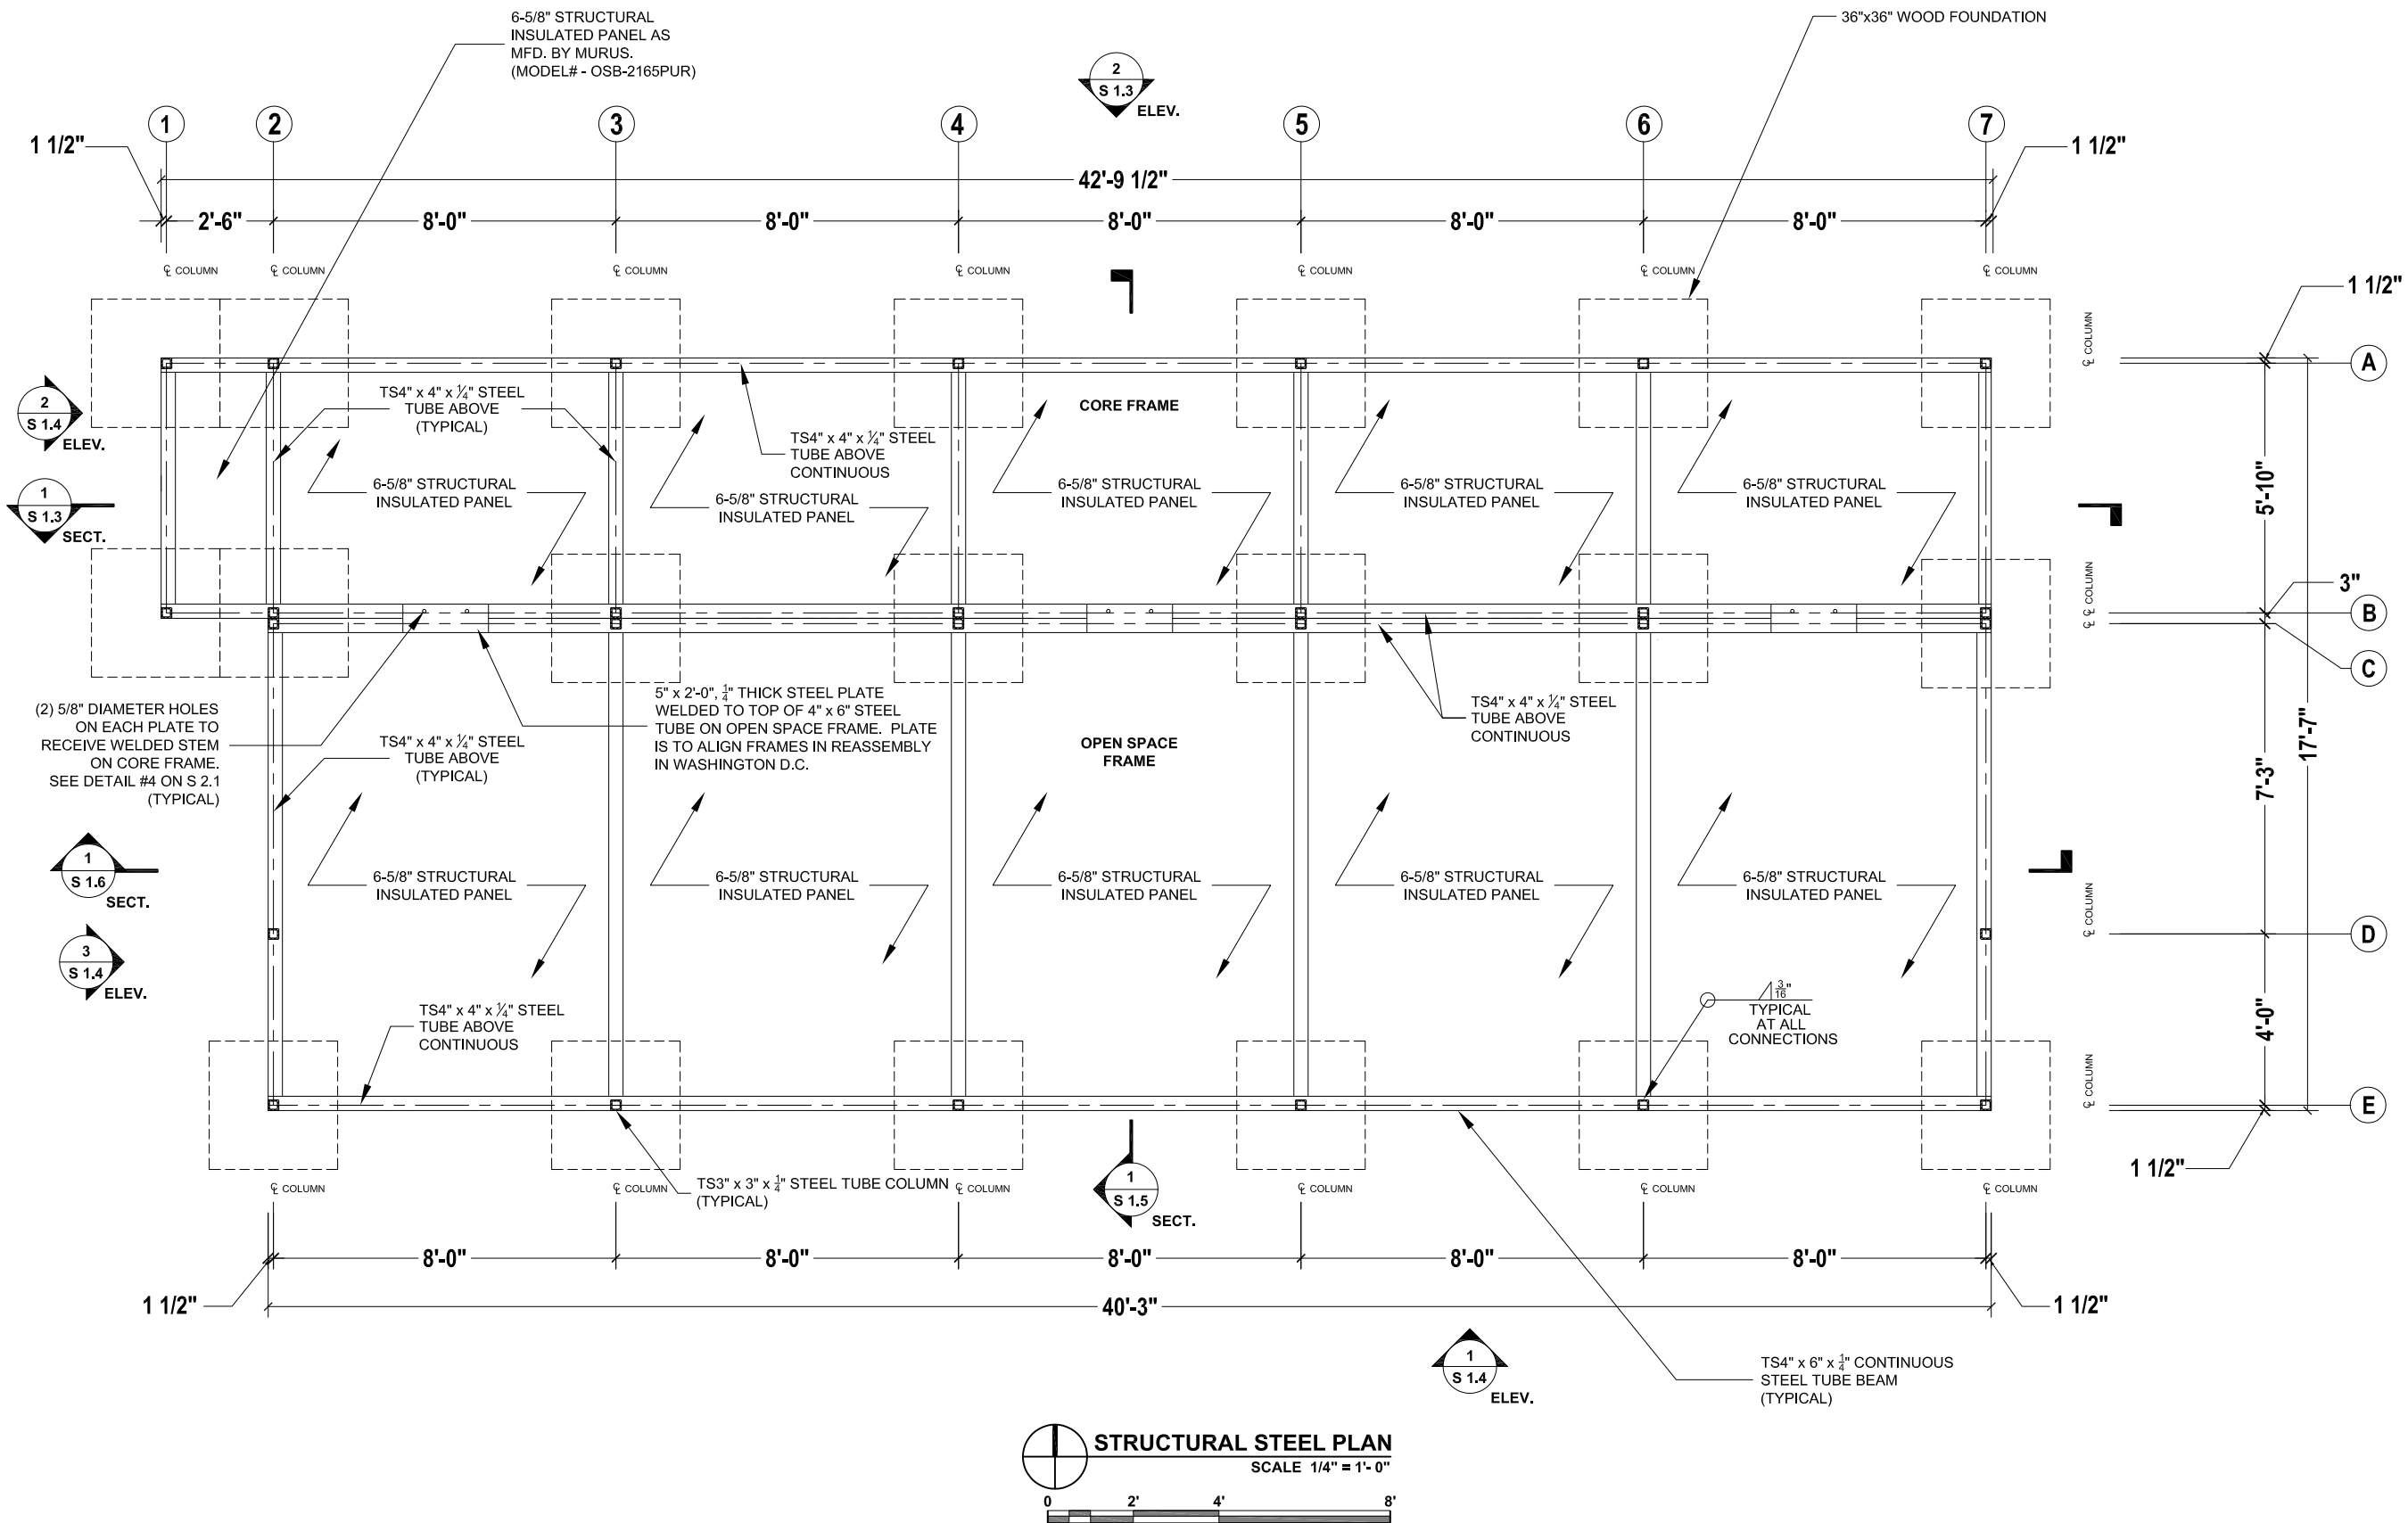 6-5/8" STRUCTURAL
INSULATED PANEL AS
MFD. BY MURUS.
(MODEL# - OSB-2165PUR)
36"x36" WOOD FOUNDATION
2
S 1.3
ELEV.
1
2
3
4
5
6
7
1 1/2"
1 1/2"
42'-9 1/2"
2'-6"
8'-0"
8'-0"
8'-0"
8'-0"
8'-0"
℄ COLUMN
℄ COLUMN
℄ COLUMN
℄ COLUMN
℄ COLUMN
℄ COLUMN
℄ COLUMN
1 1/2"
℄ COLUMN
A
2
S 1.4
ELEV.
TS4" x 4" x 1/4" STEEL
TUBE ABOVE
(TYPICAL)
CORE FRAME
TS4" x 4" x 1/4" STEEL
TUBE ABOVE
CONTINUOUS
1
S 1.3
SECT.
6-5/8" STRUCTURAL
INSULATED PANEL
6-5/8" STRUCTURAL
INSULATED PANEL
6-5/8" STRUCTURAL
INSULATED PANEL
6-5/8" STRUCTURAL
INSULATED PANEL
6-5/8" STRUCTURAL
INSULATED PANEL
5'-10"
℄ COLUMN
3"
B
C
(2) 5/8" DIAMETER HOLES
ON EACH PLATE TO
RECEIVE WELDED STEM
ON CORE FRAME.
SEE DETAIL #4 ON S 2.1
(TYPICAL)
TS4" x 4" x 1/4" STEEL
TUBE ABOVE
(TYPICAL)
5" x 2'-0", 1/4" THICK STEEL PLATE
WELDED TO TOP OF 4" x 6" STEEL
TUBE ON OPEN SPACE FRAME. PLATE
IS TO ALIGN FRAMES IN REASSEMBLY
IN WASHINGTON D.C.
OPEN SPACE
FRAME
TS4" x 4" x 1/4" STEEL
TUBE ABOVE
CONTINUOUS
℄ COLUMN
7'-3"
17'-7"
1
S 1.6
SECT.
6-5/8" STRUCTURAL
INSULATED PANEL
6-5/8" STRUCTURAL
INSULATED PANEL
6-5/8" STRUCTURAL
INSULATED PANEL
6-5/8" STRUCTURAL
INSULATED PANEL
6-5/8" STRUCTURAL
INSULATED PANEL
℄ COLUMN
D
3
S 1.4
ELEV.
TS4" x 4" x 1/4" STEEL
TUBE ABOVE
CONTINUOUS
3/16"
TYPICAL
AT ALL
CONNECTIONS
4'-0"
℄ COLUMN
E
1 1/2"
℄ COLUMN
℄ COLUMN
TS3" x 3" x 1/4" STEEL TUBE COLUMN
(TYPICAL)
℄ COLUMN
1
S 1.5
SECT.
℄ COLUMN
℄ COLUMN
℄ COLUMN
8'-0"
8'-0"
8'-0"
8'-0"
8'-0"
1 1/2"
40'-3"
1 1/2"
1
S 1.4
ELEV.
TS4" x 6" x 1/4" CONTINUOUS
STEEL TUBE BEAM
(TYPICAL)
STRUCTURAL STEEL PLAN
SCALE 1/4" = 1'- 0"
0 2' 4' 8'